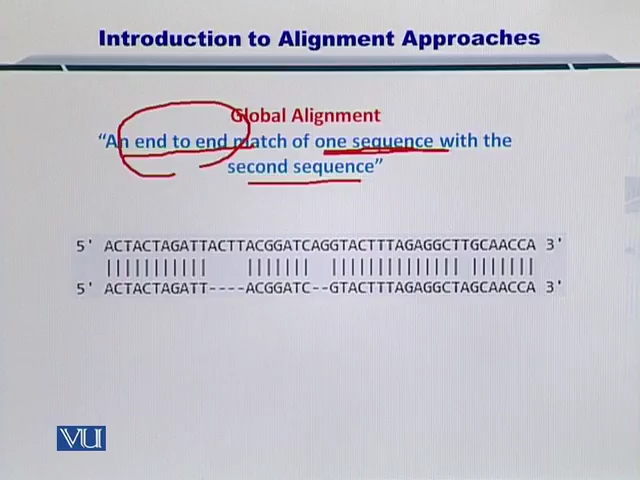 Introduction to Alignment Approaches
Global Alignment
“An end to end match of one sequence with the
second sequence”
5' ACTACTAGATTACTTACGGATCAGGTACTTTAGAGGCTTGCAACCA 3'
||||||||||| ||||||| |||||||||||||| |||||||
5' ACTACTAGATT----ACGGATC--GTACTTTAGAGGCTAGCAACCA 3'
VU